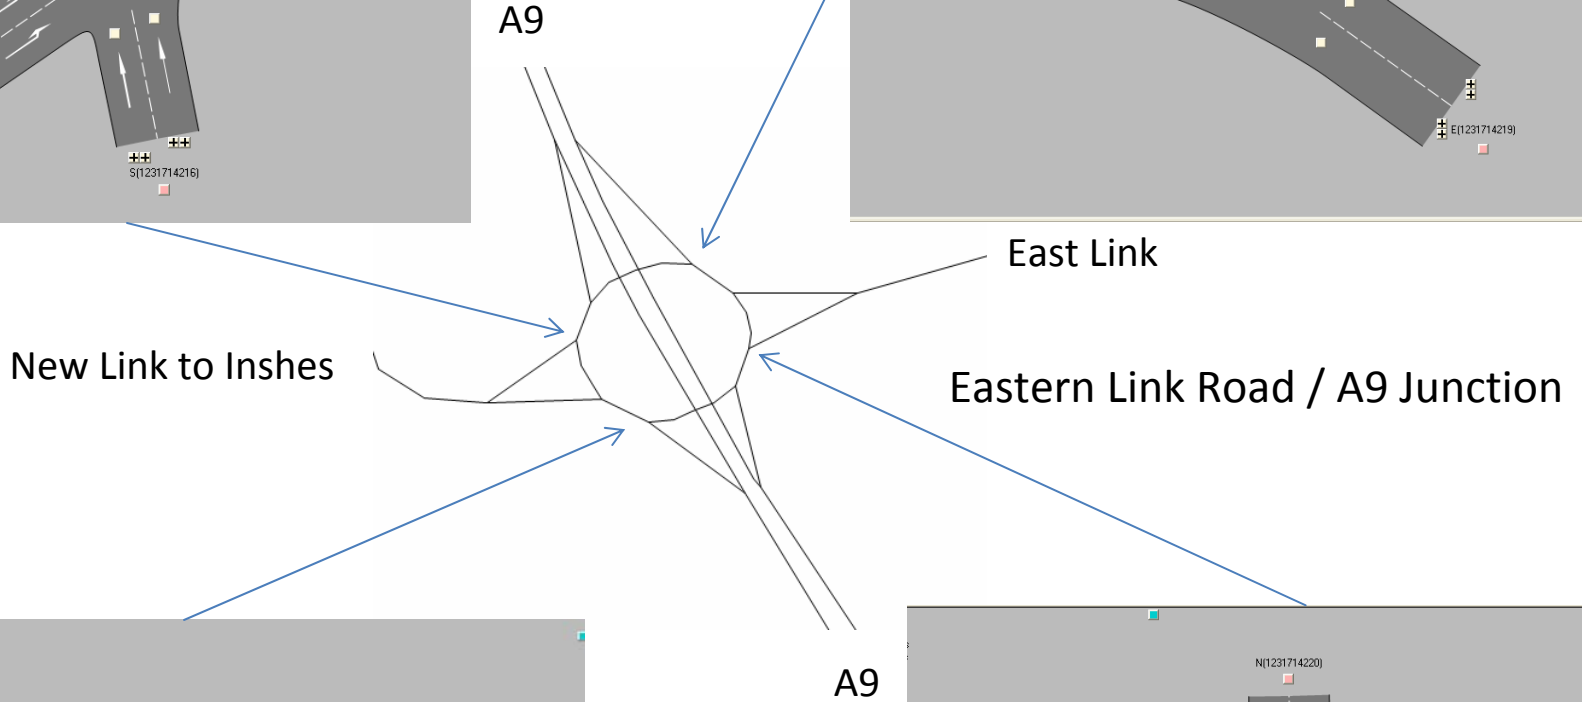 A9
E(1231714219)
S(1231714216)
East Link
New Link to Inshes
Eastern Link Road / A9 Junction
N(1231714220)
A9